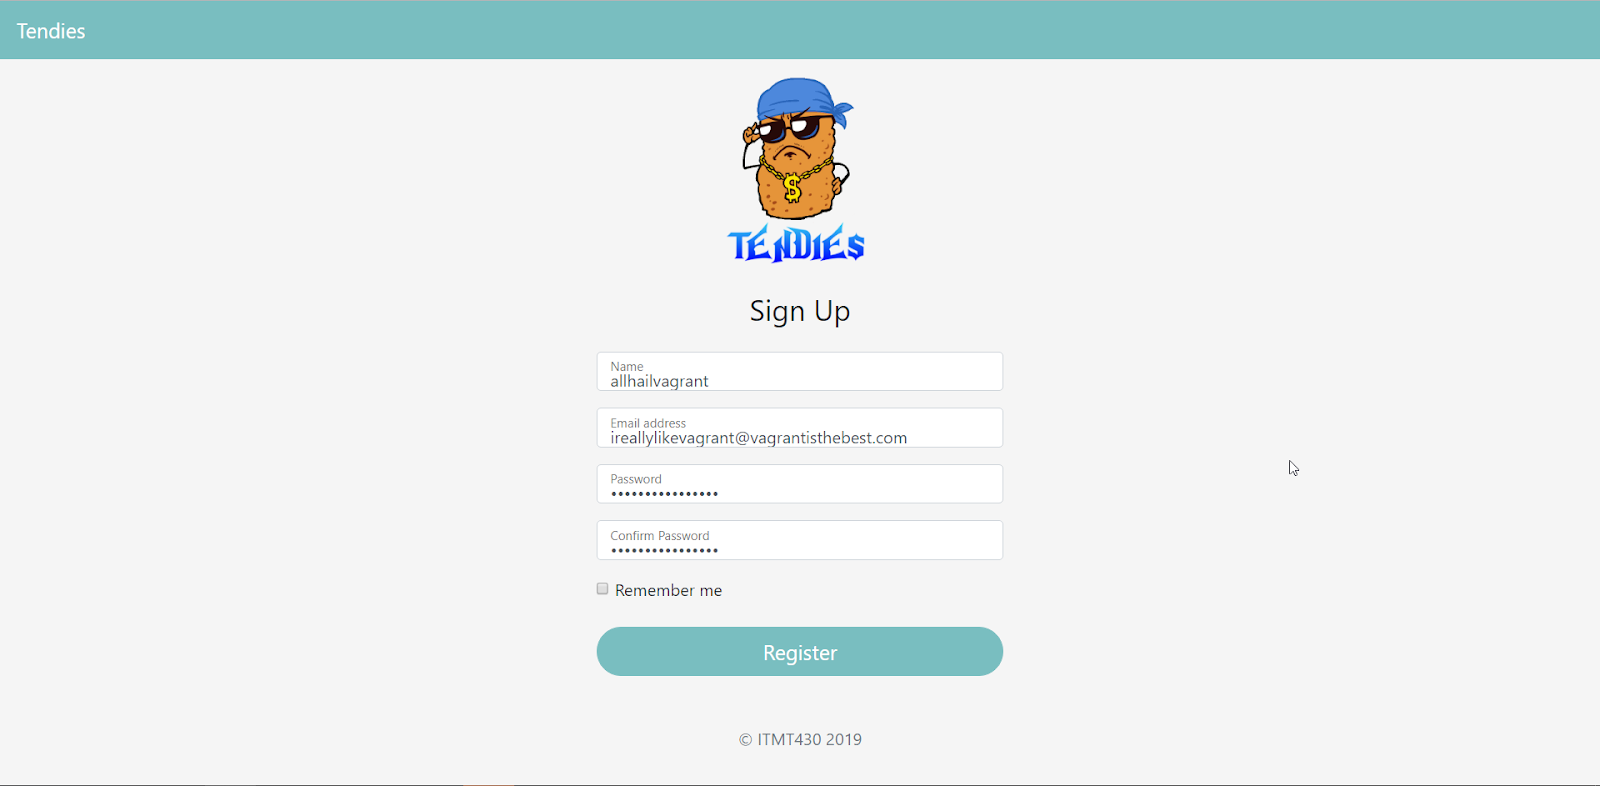 Tendies
$
TENDIES
Sign Up
Name
allhailvagrant
Email address
ireallylikevagrant@vagrantisthebest.com
Password
••••••••••••••••
Confirm Password
••••••••••••••••
Remember me
Register
© ITMT430 2019